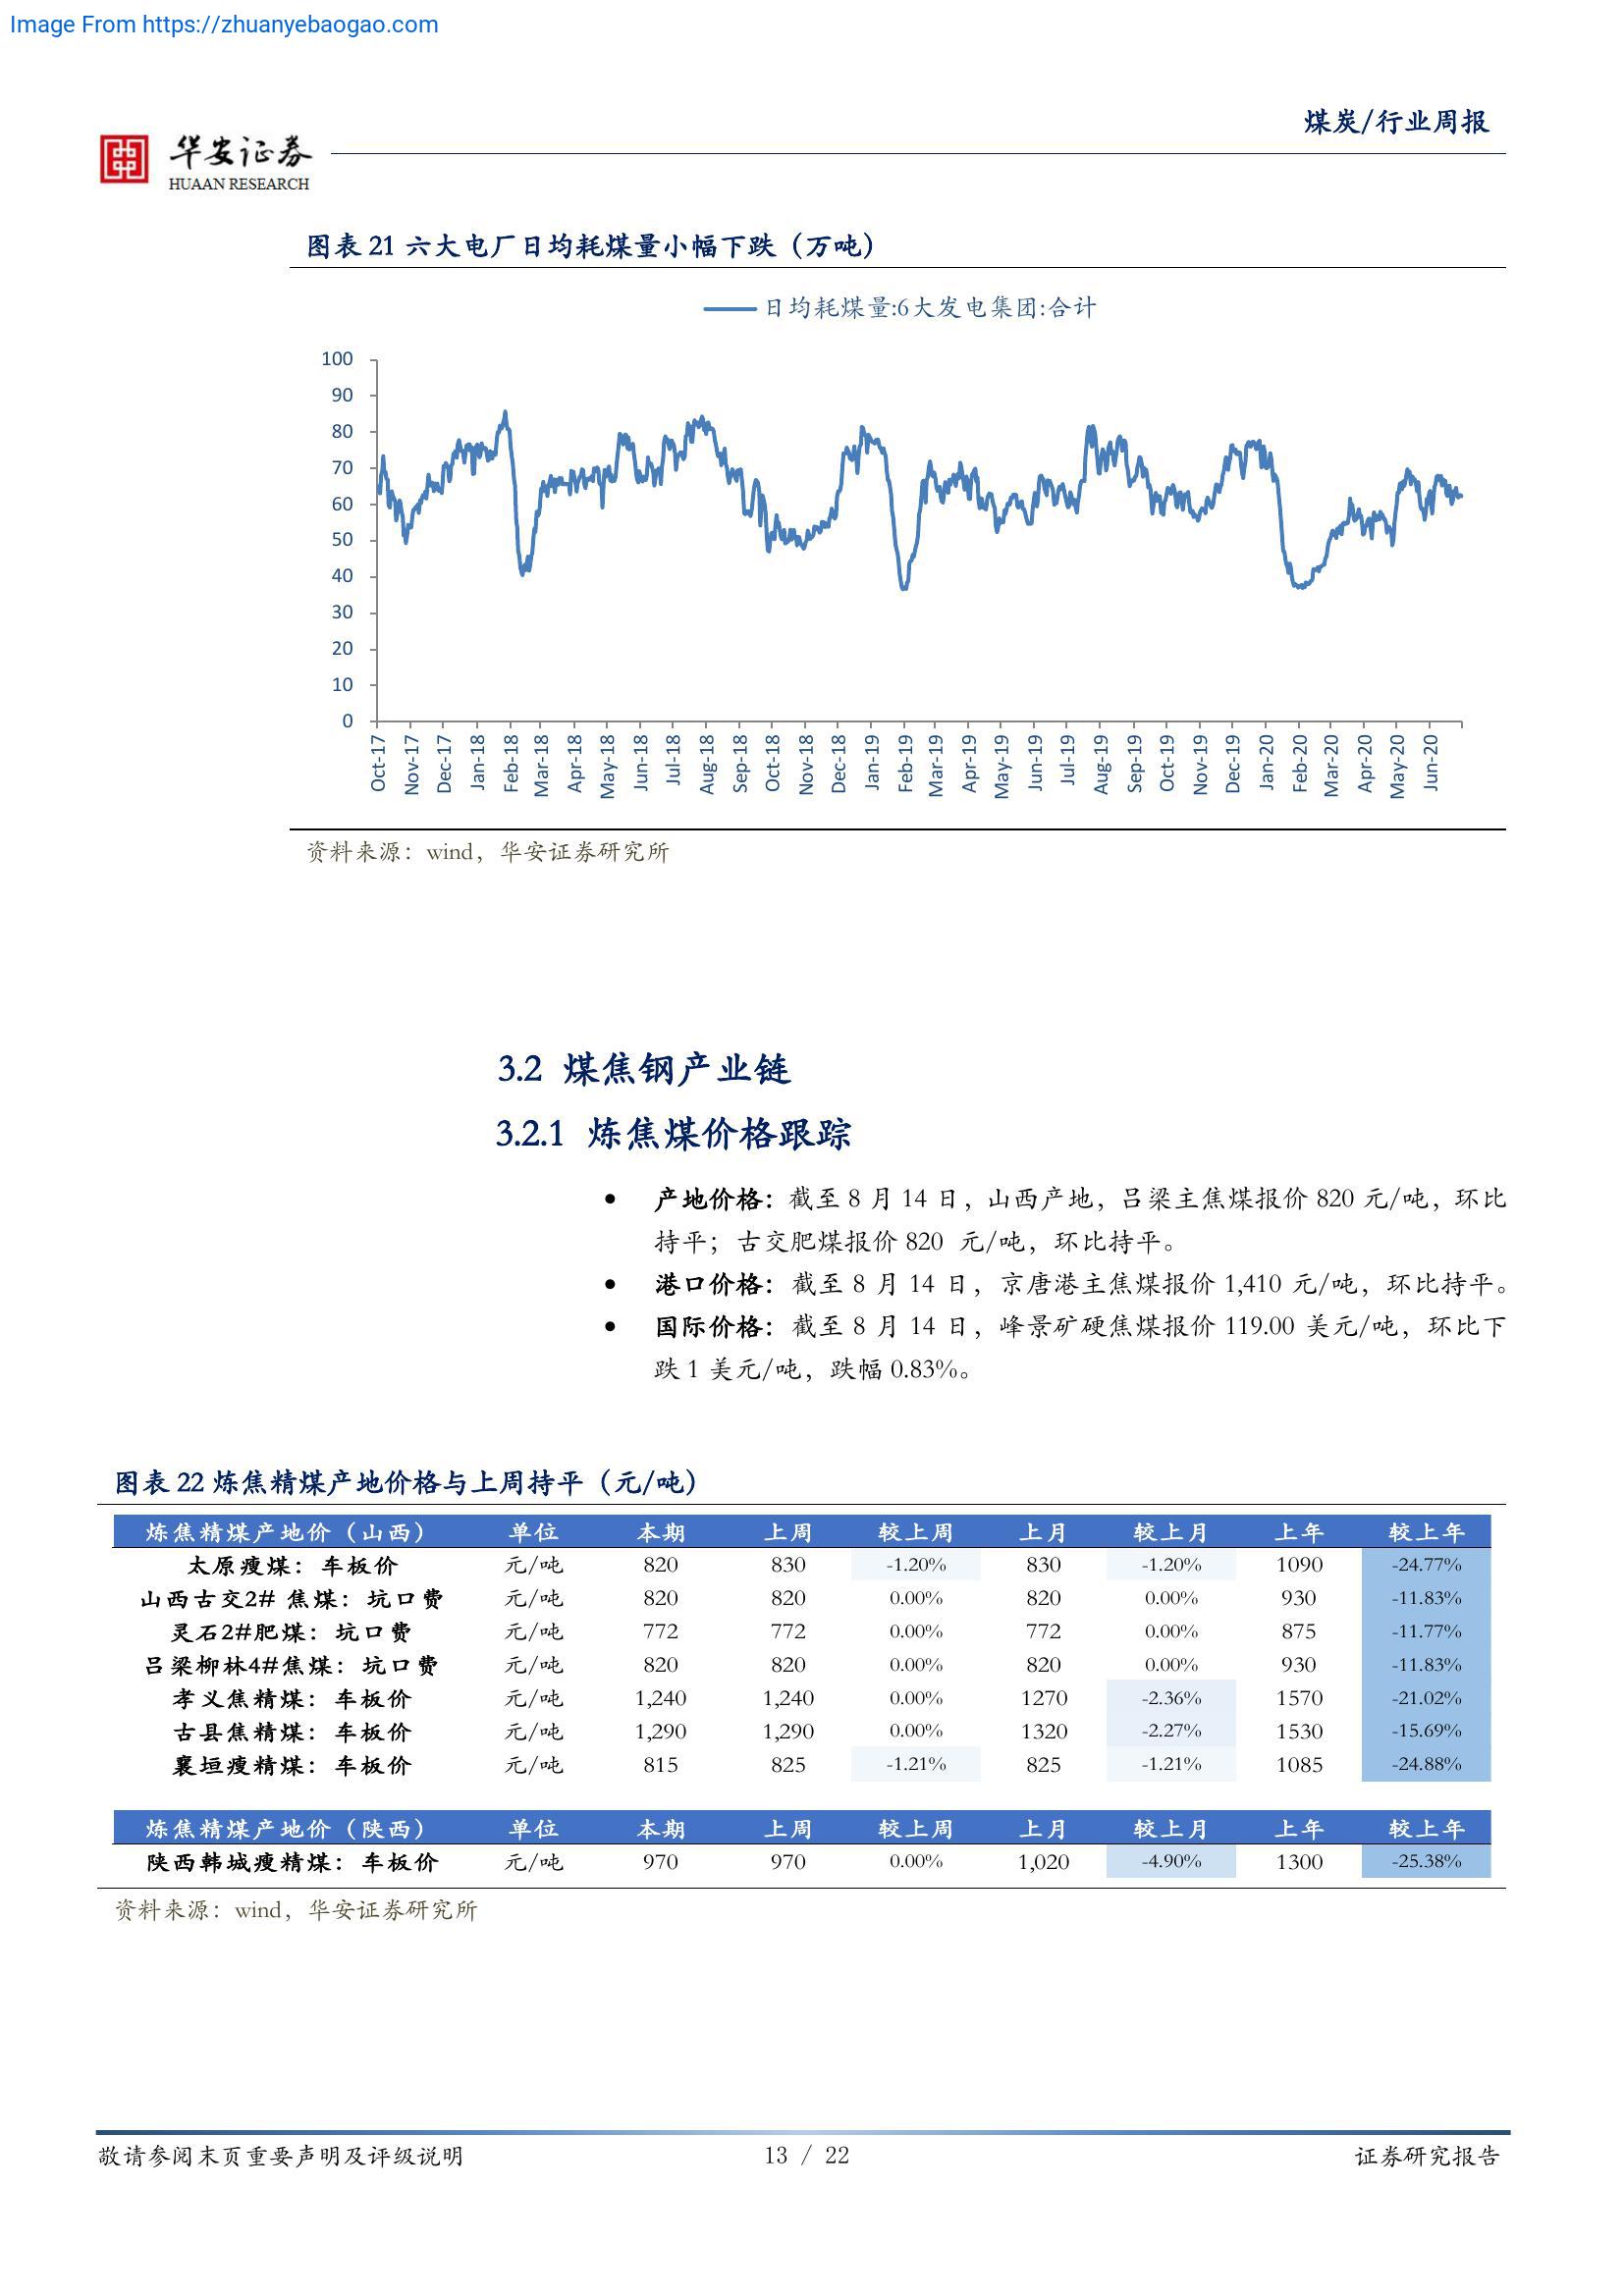 Image From https://zhuanyebaogao.com
煤炭/行业周报
华安证券
HUAAN RESEARCH
图表 21 六大电厂日均耗煤量小幅下跌（万吨）
日均耗煤量:6大发电集团:合计
100
90
80
70
60
50
40
30
20
10
0
Oct-17 Nov-17 Dec-17 Jan-18 Feb-18 Mar-18 Apr-18 May-18 Jun-18 Jul-18 Aug-18 Sep-18 Oct-18 Nov-18 Dec-18 Jan-19 Feb-19 Mar-19 Apr-19 May-19 Jun-19 Jul-19 Aug-19 Sep-19 Oct-19 Nov-19 Dec-19 Jan-20 Feb-20 Mar-20 Apr-20 May-20 Jun-20
资料来源：wind，华安证券研究所
3.2 煤焦钢产业链
3.2.1 炼焦煤价格跟踪
● 产地价格：截至 8 月 14 日，山西产地，吕梁主焦煤报价 820 元/吨，环比
持平；古交肥煤报价 820 元/吨，环比持平。
● 港口价格：截至 8 月 14 日，京唐港主焦煤报价 1,410 元/吨，环比持平。
● 国际价格：截至 8 月 14 日，峰景矿硬焦煤报价 119.00 美元/吨，环比下
跌 1 美元/吨，跌幅 0.83%。
图表 22 炼焦精煤产地价格与上周持平（元/吨）
炼焦精煤产地价（山西） 单位 本期 上周 较上周 上月 较上月 上年 较上年
太原瘦煤：车板价 元/吨 820 830 -1.20% 830 -1.20% 1090 -24.77%
山西古交2# 焦煤：坑口费 元/吨 820 820 0.00% 820 0.00% 930 -11.83%
灵石2#肥煤：坑口费 元/吨 772 772 0.00% 772 0.00% 875 -11.77%
吕梁柳林4#焦煤：坑口费 元/吨 820 820 0.00% 820 0.00% 930 -11.83%
孝义焦精煤：车板价 元/吨 1,240 1,240 0.00% 1270 -2.36% 1570 -21.02%
古县焦精煤：车板价 元/吨 1,290 1,290 0.00% 1320 -2.27% 1530 -15.69%
襄垣瘦精煤：车板价 元/吨 815 825 -1.21% 825 -1.21% 1085 -24.88%
炼焦精煤产地价（陕西） 单位 本期 上周 较上周 上月 较上月 上年 较上年
陕西韩城瘦精煤：车板价 元/吨 970 970 0.00% 1,020 -4.90% 1300 -25.38%
资料来源：wind，华安证券研究所
敬请参阅末页重要声明及评级说明 13 / 22 证券研究报告